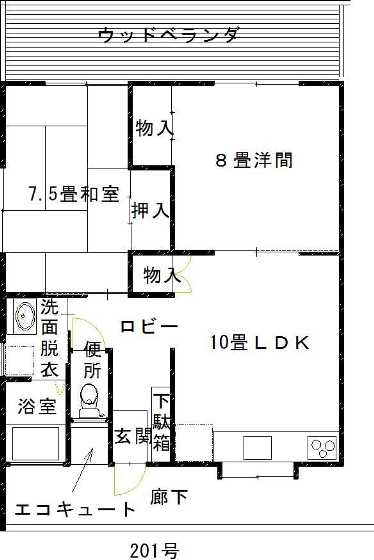 ウッドベランダ
物入
８畳洋間
7.5畳和室
押入
物入
洗面脱衣
ロビー
10畳ＬＤＫ
便所
浴室
下駄箱
玄関
エコキュート
廊下
201号